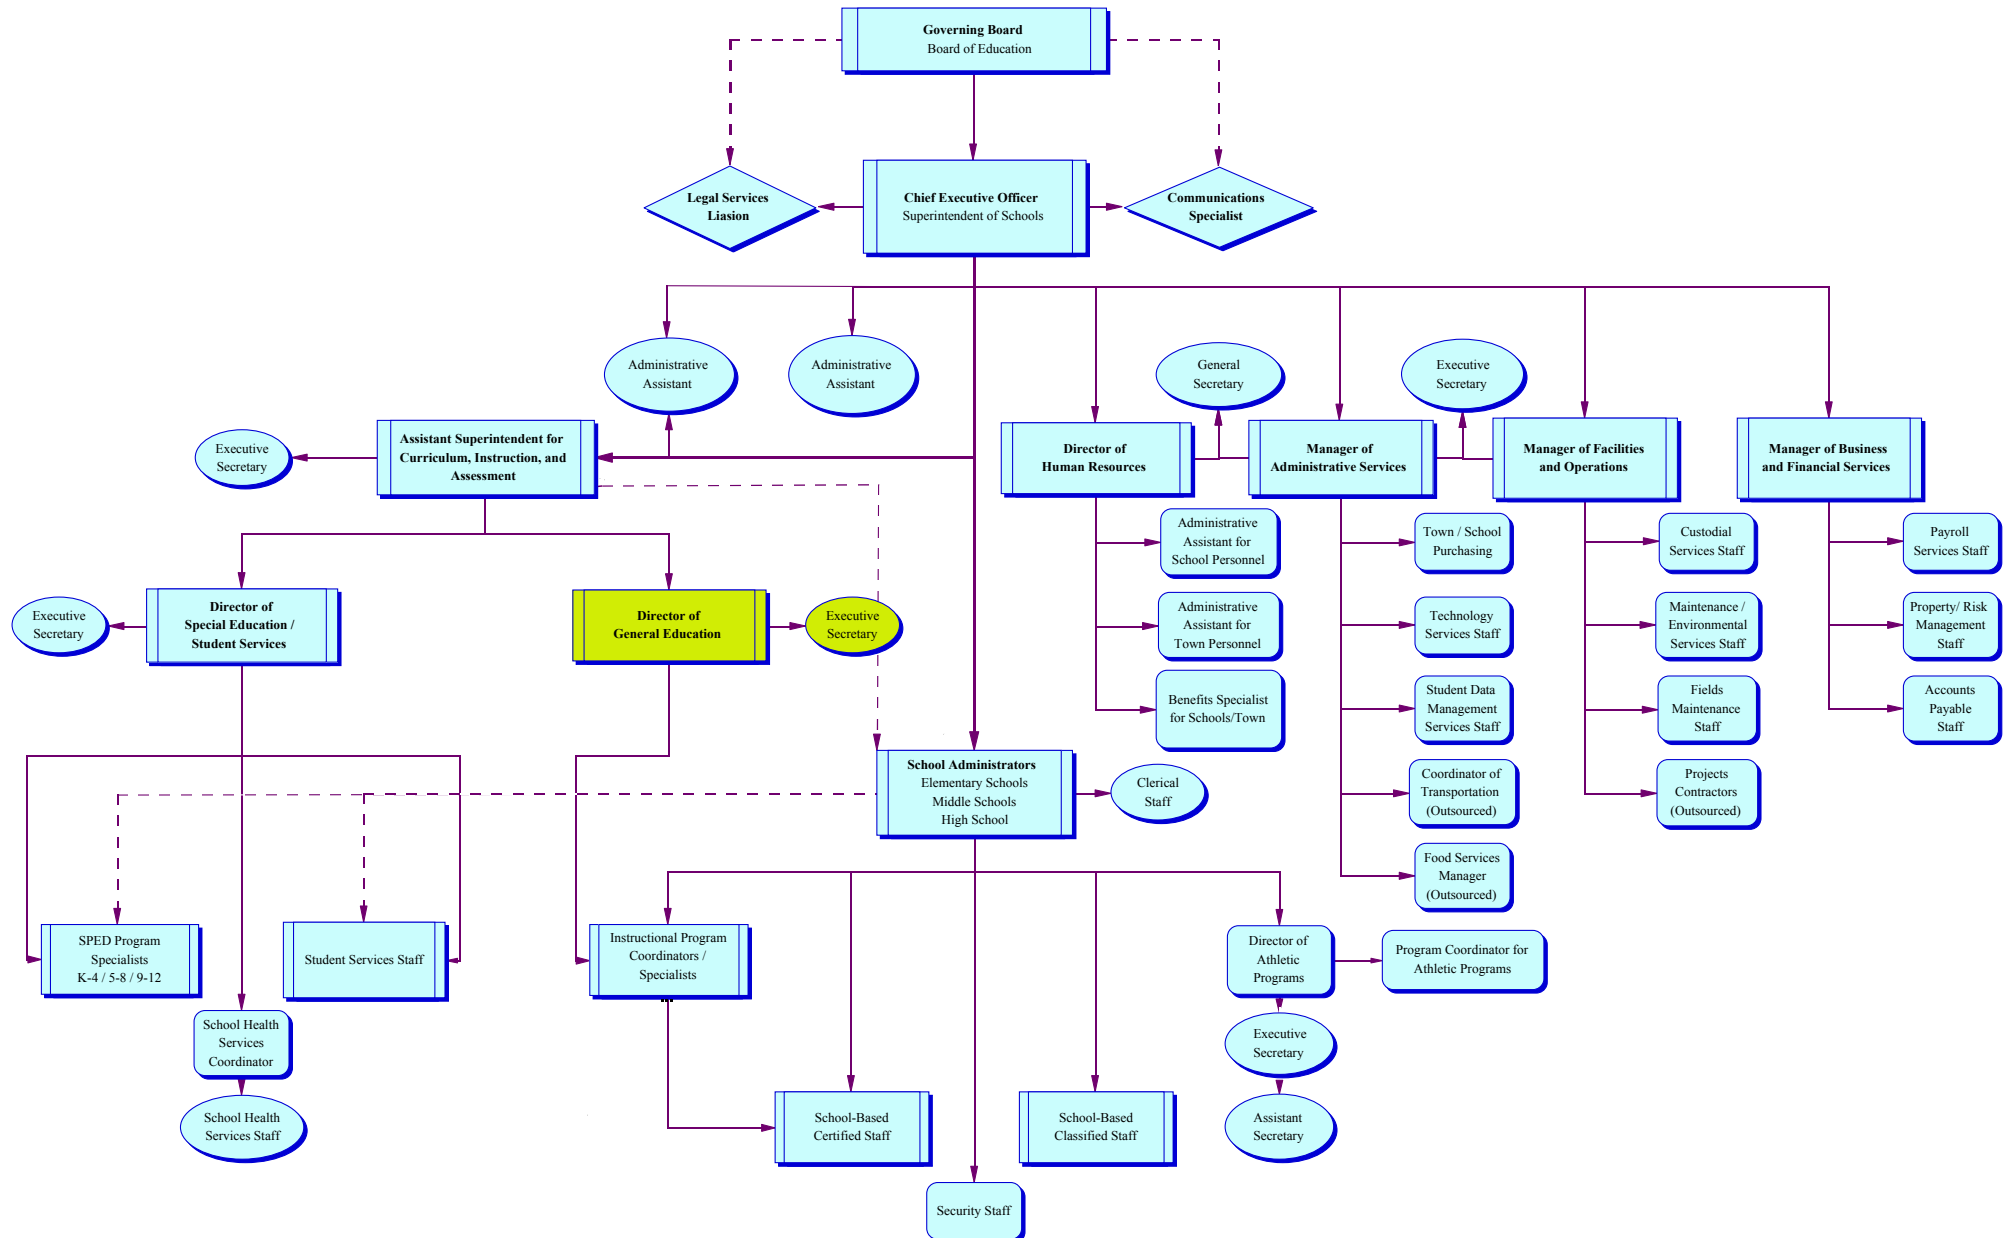 Governing Board
Board of Education
Legal Services
Liasion
Chief Executive Officer
Superintendent of Schools
Communications
Specialist
Administrative
Assistant
Administrative
Assistant
General
Secretary
Executive
Secretary
Executive
Secretary
Assistant Superintendent for
Curriculum, Instruction, and
Assessment
Director of
Human Resources
Manager of
Administrative Services
Manager of Facilities
and Operations
Manager of Business
and Financial Services
Administrative
Assistant for
School Personnel
Town / School
Purchasing
Custodial
Services Staff
Payroll
Services Staff
Executive
Secretary
Director of
Special Education /
Student Services
Director of
General Education
Executive
Secretary
Administrative
Assistant for
Town Personnel
Technology
Services Staff
Maintenance /
Environmental
Services Staff
Property/ Risk
Management
Staff
Benefits Specialist
for Schools/Town
Student Data
Management
Services Staff
Fields
Maintenance
Staff
Accounts
Payable
Staff
School Administrators
Elementary Schools
Middle Schools
High School
Clerical
Staff
Coordinator of
Transportation
(Outsourced)
Projects
Contractors
(Outsourced)
Food Services
Manager
(Outsourced)
SPED Program
Specialists
K-4 / 5-8 / 9-12
Student Services Staff
Instructional Program
Coordinators /
Specialists
Director of
Athletic
Programs
Program Coordinator for
Athletic Programs
School Health
Services
Coordinator
Executive
Secretary
School Health
Services Staff
School-Based
Certified Staff
School-Based
Classified Staff
Assistant
Secretary
Security Staff